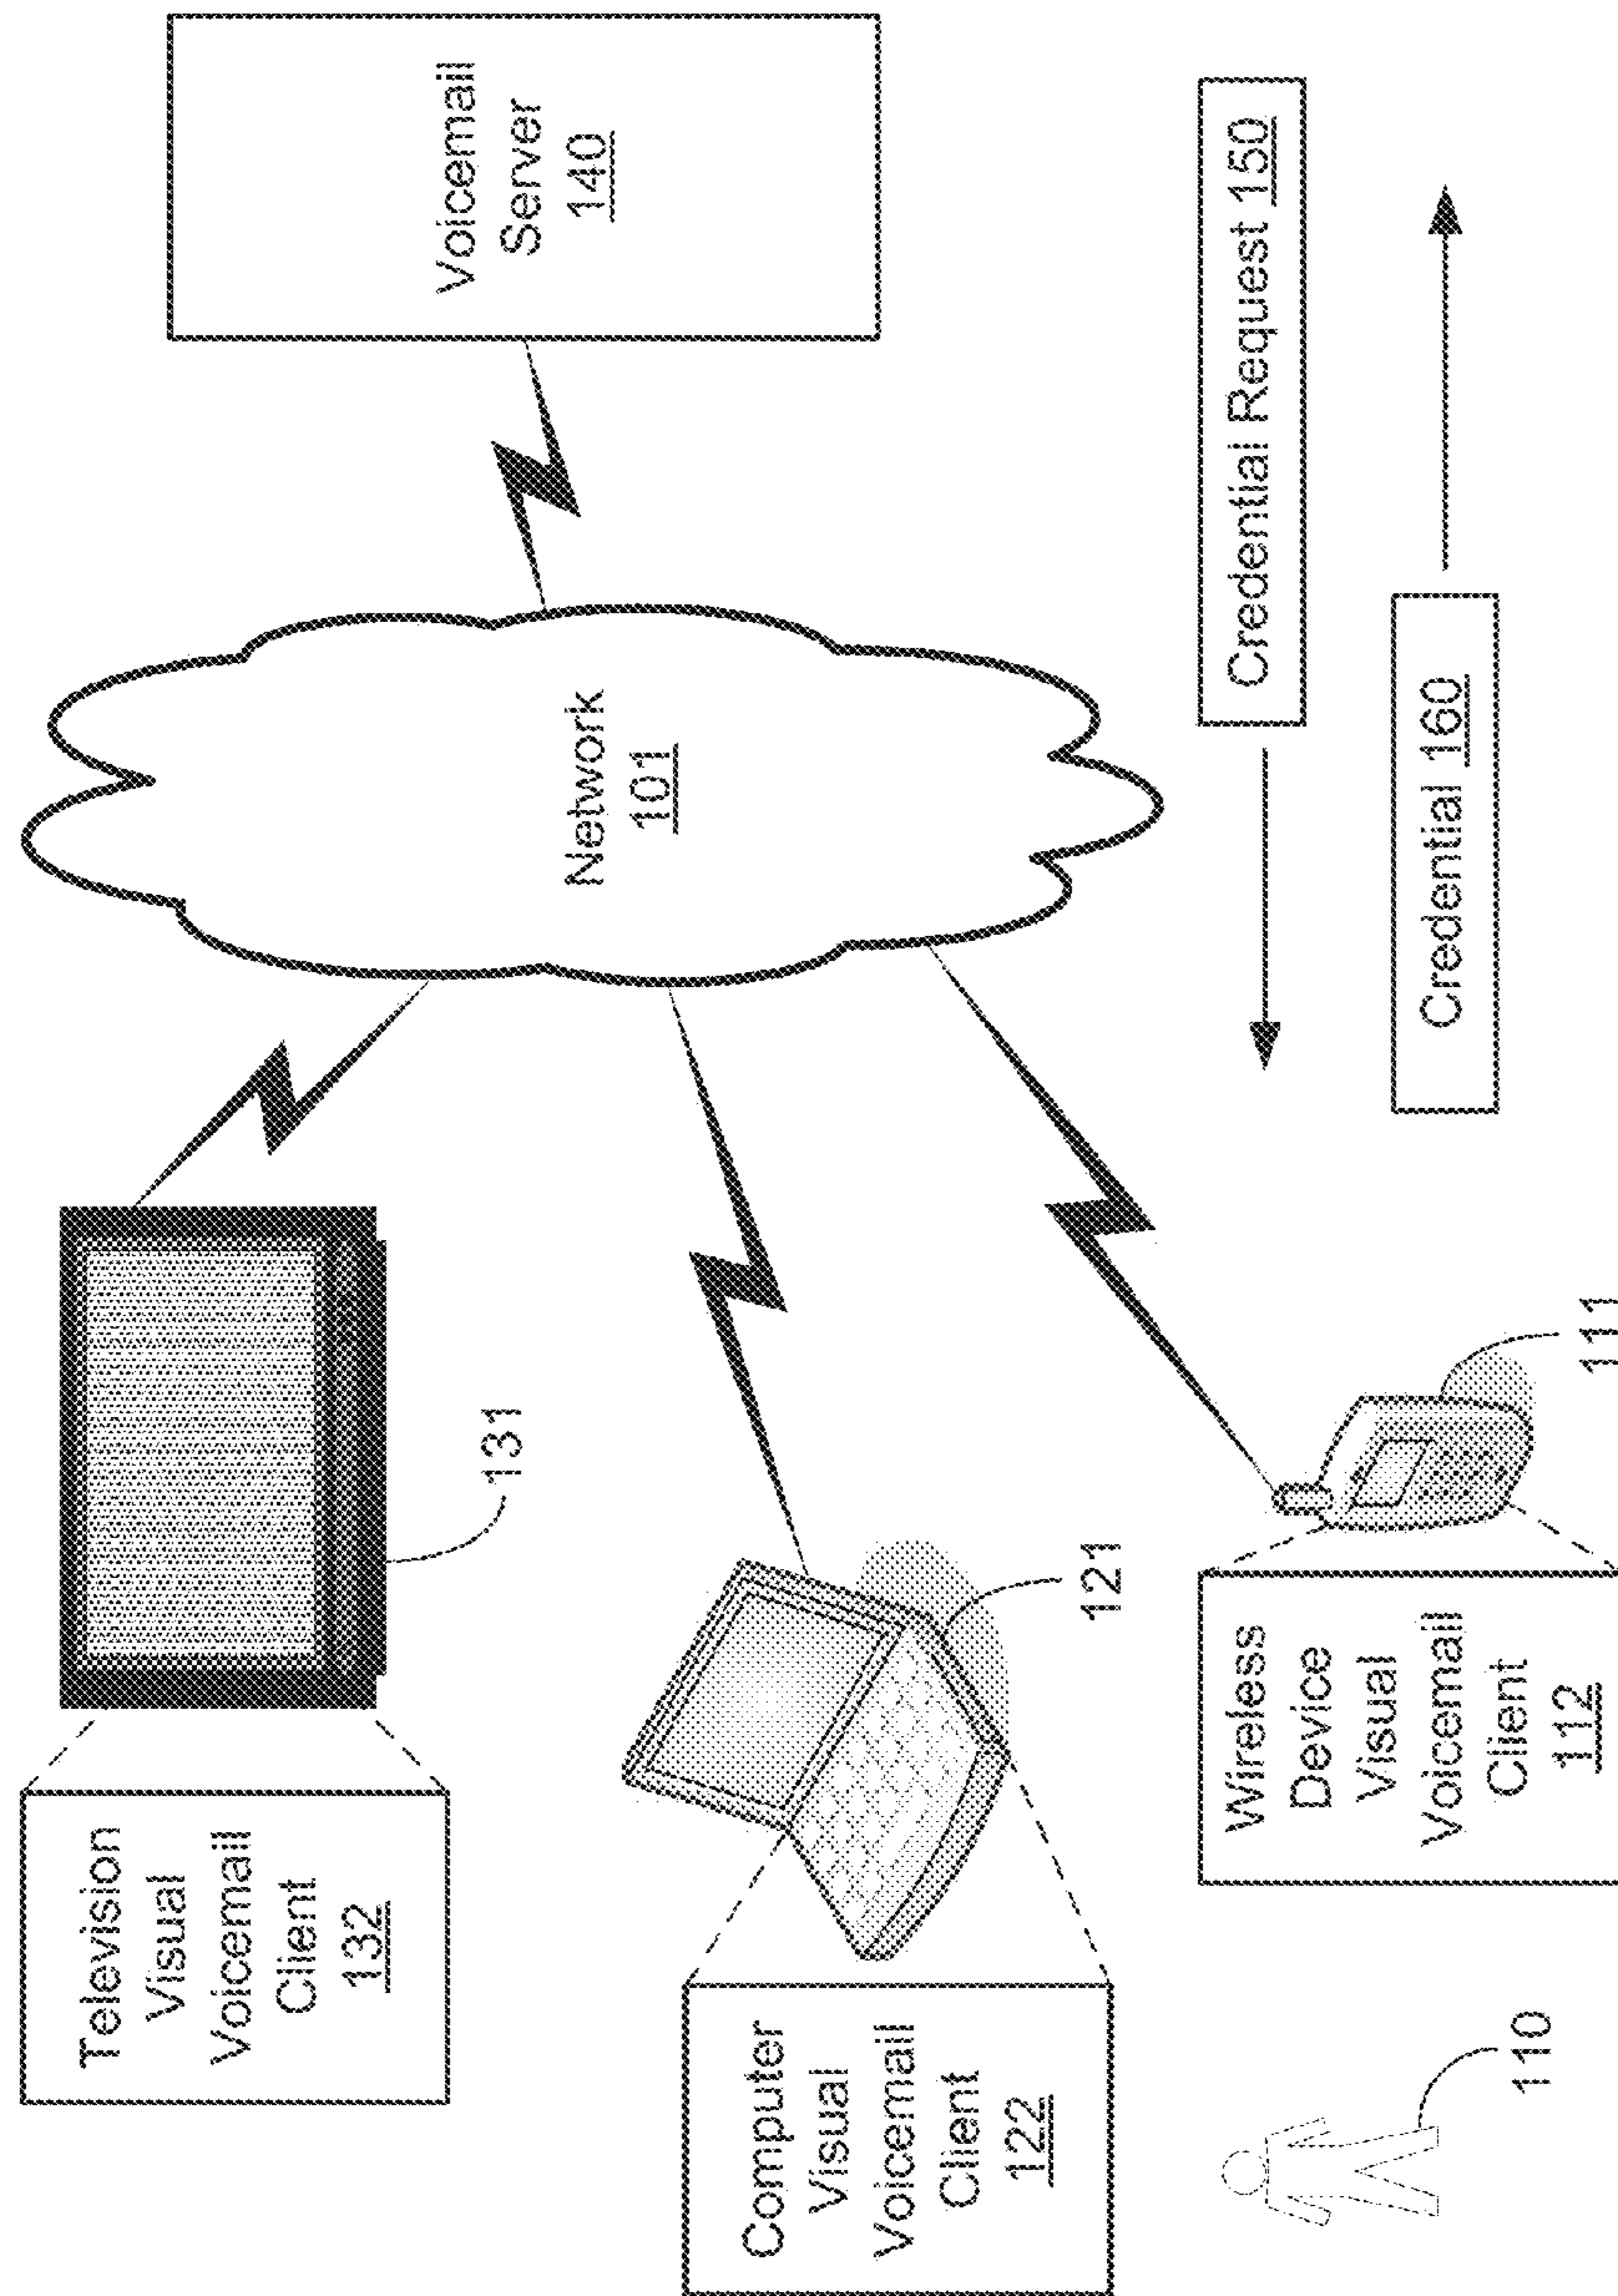 Television
Visual
Voicemail
Client
132
131
Computer
Visual
Voicemail
Client
122
121
110
Wireless
Device
Visual
Voicemail
Client
112
111
Network
101
Voicemail
Server
140
Credential Request 150
Credential 160